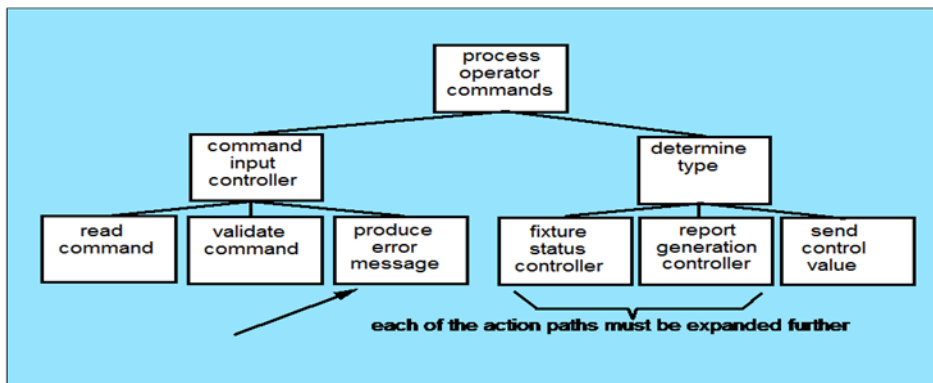 process
operator
commands
command
input
controller
determine
type
read
command
validate
command
produce
error
message
fixture
status
controller
report
generation
controller
send
control
value
each of the action paths must be expanded further